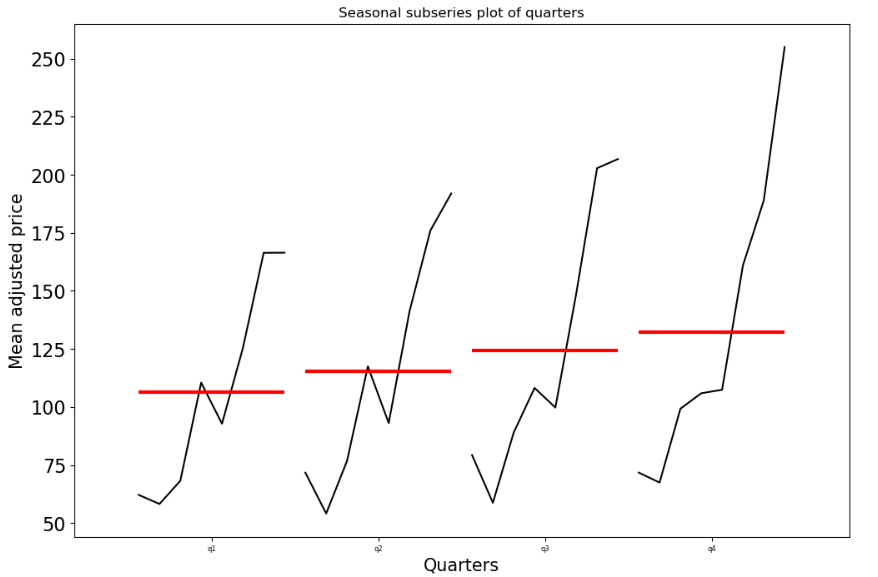 Seasonal subseries plot of quarters
250
225
200
175
150
125
100
75
50
Mean adjusted price
q1 q2 q3 q4
Quarters